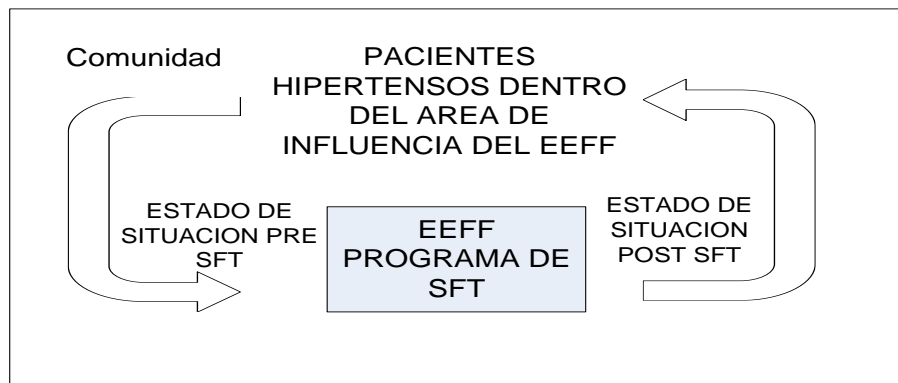 Comunidad
PACIENTES
HIPERTENSOS DENTRO
DEL AREA DE
INFLUENCIA DEL EEFF
ESTADO DE
SITUACION PRE
SFT
EEFF
PROGRAMA DE
SFT
ESTADO DE
SITUACION
POST SFT